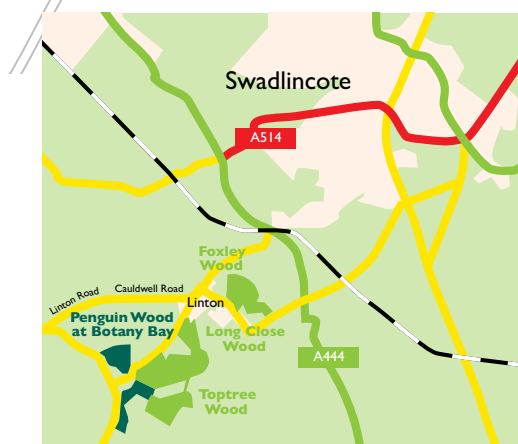 Swadlincote
A514
Foxley
Wood
Cauldwell Road
Linton Road
Linton
Penguin Wood
at Botany Bay
Long Close
Wood
A444
Toptree
Wood